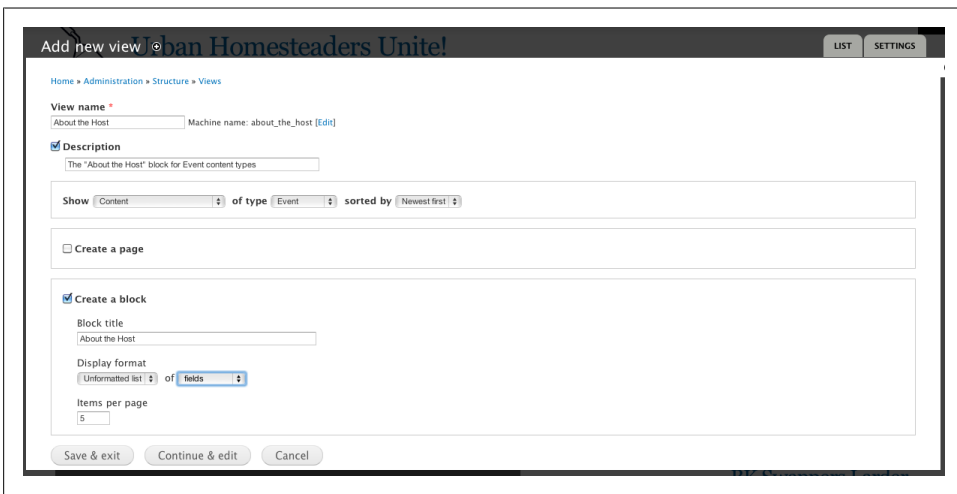 Urban Homesteaders Unite!
Add new view
LIST SETTINGS
Home » Administration » Structure » Views
View name *
About the Host Machine name: about_the_host [Edit]
Description
The "About the Host" block for Event content types
Show Content of type Event sorted by Newest first
Create a page
Create a block
Block title
About the Host
Display format
Unformatted list of fields
Items per page
5
Save & exit Continue & edit Cancel